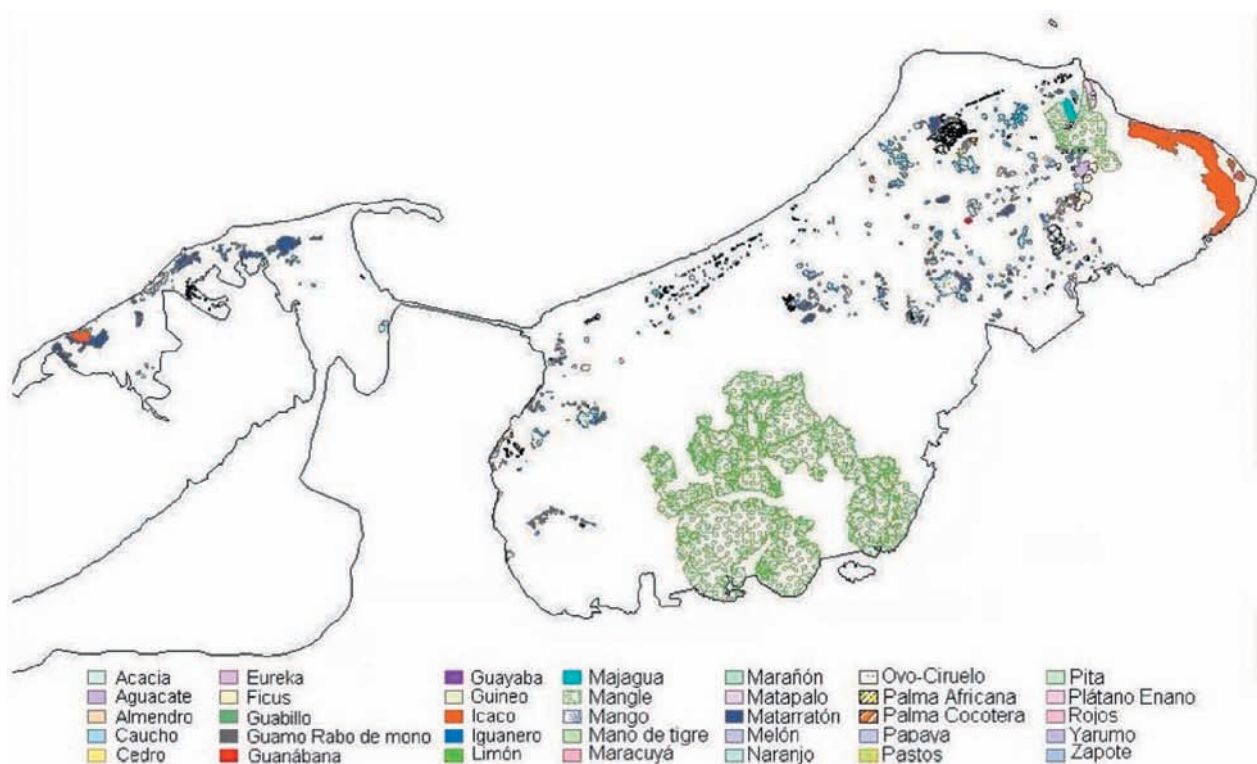 Acacia Eureka Guayaba Majagua Marañón Ovo-Ciruelo Pita
Aguacate Ficus Guineo Mangle Matapalo Palma Africana Plátano Enano
Almendro Guabillo Icaco Mango Matarratón Palma Cocotera Rojos
Caucho Guamo Rabo de mono Iguanero Mano de tigre Melón Papaya Yarumo
Cedro Guanábana Limón Maracuyá Naranjo Pastos Zapote